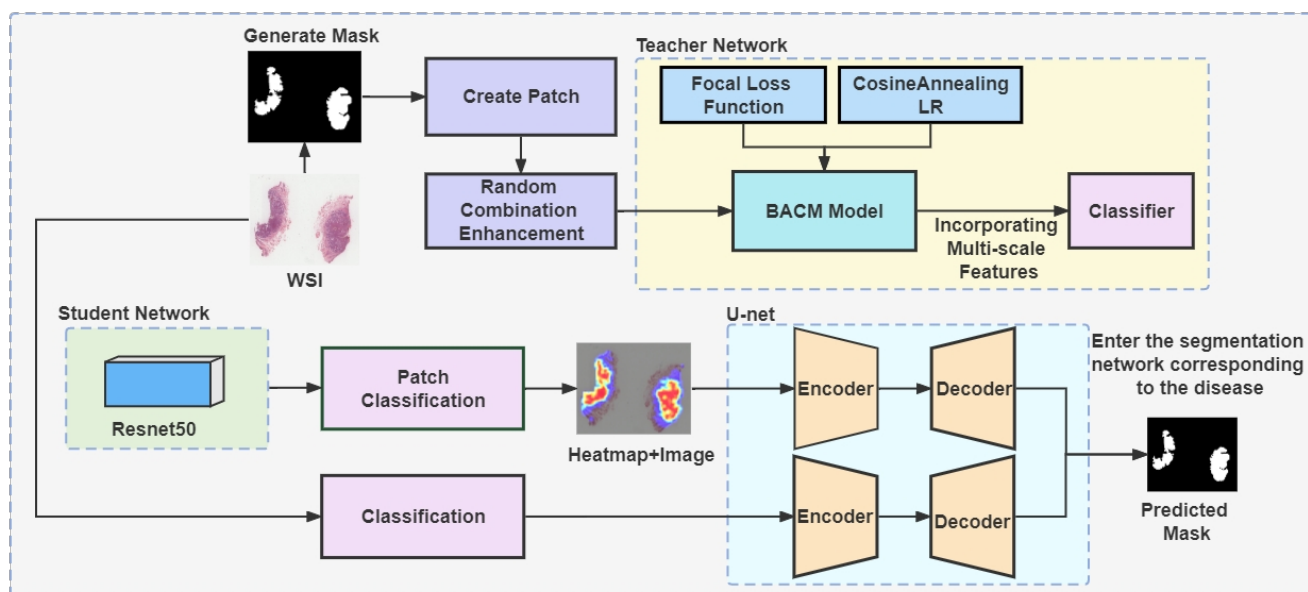 Generate Mask
Create Patch
Random
Combination
Enhancement
WSI
Teacher Network
Focal Loss
Function
CosineAnnealing
LR
BACM Model
Incorporating
Multi-scale
Features
Classifier
Student Network
Resnet50
Patch
Classification
Heatmap+Image
Classification
U-net
Encoder
Decoder
Encoder
Decoder
Enter the segmentation
network corresponding
to the disease
Predicted
Mask